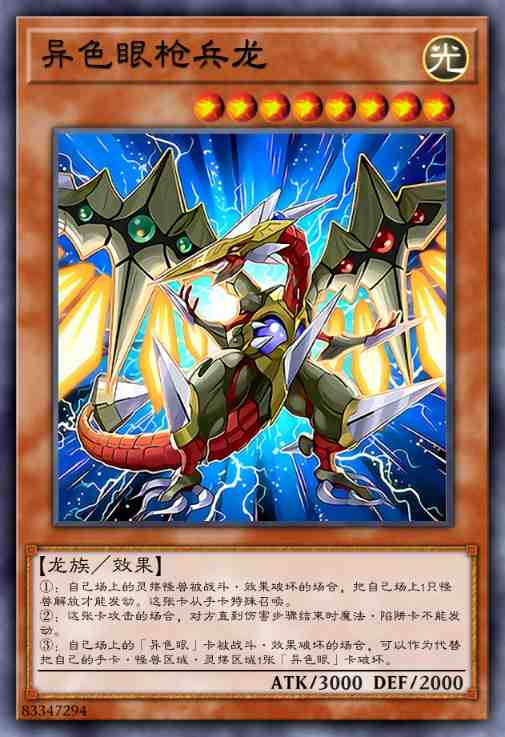 异色眼枪兵龙
光
【龙族／效果】
①：自己场上的灵摆怪兽被战斗·效果破坏的场合，把自己场上1只怪
兽解放才能发动。这张卡从手卡特殊召唤。
②：这张卡攻击的场合，对方直到伤害步骤结束时魔法·陷阱卡不能发
动。
③：自己场上的「异色眼」卡被战斗·效果破坏的场合，可以作为代替
把自己的手卡·怪兽区域·灵摆区域1张「异色眼」卡破坏。
ATK/3000 DEF/2000
83347294